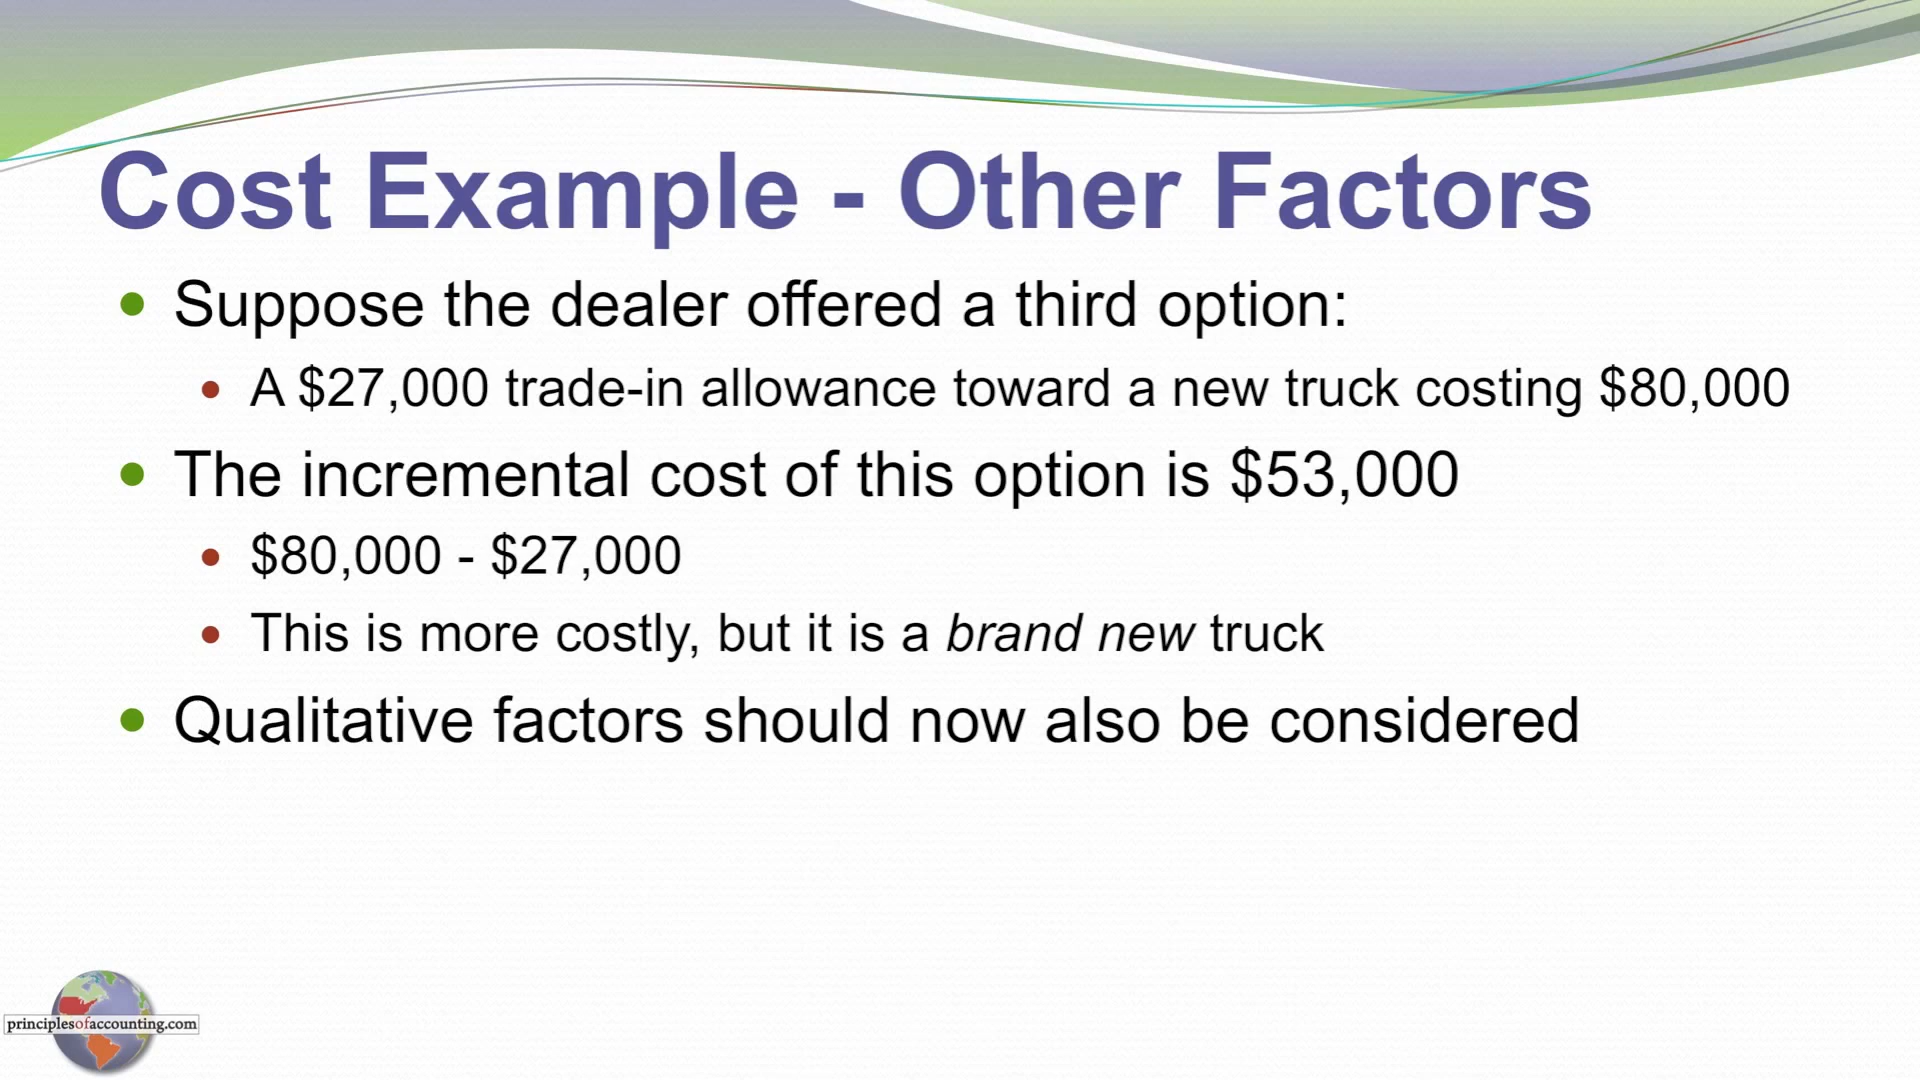 Cost Example - Other Factors
Suppose the dealer offered a third option:
A $27,000 trade-in allowance toward a new truck costing $80,000
The incremental cost of this option is $53,000
$80,000 - $27,000
This is more costly, but it is a brand new truck
Qualitative factors should now also be considered
principlesofaccounting.com